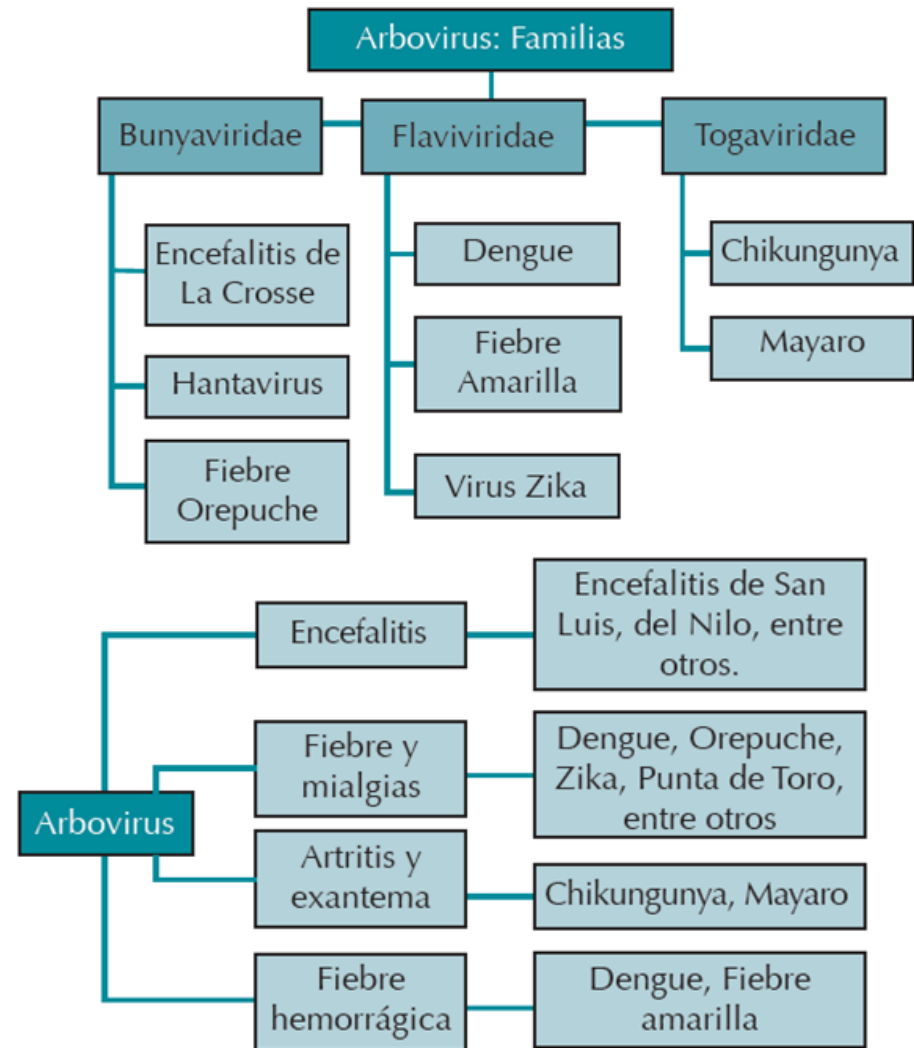 Arbovirus: Familias
Bunyaviridae
Flaviviridae
Togaviridae
Encefalitis de
La Crosse
Hantavirus
Fiebre
Orepuche
Dengue
Fiebre
Amarilla
Virus Zika
Chikungunya
Mayaro
Arbovirus
Encefalitis
Encefalitis de San
Luis, del Nilo, entre
otros.
Fiebre y
mialgias
Dengue, Orepuche,
Zika, Punta de Toro,
entre otros
Artritis y
exantema
Chikungunya, Mayaro
Fiebre
hemorrágica
Dengue, Fiebre
amarilla